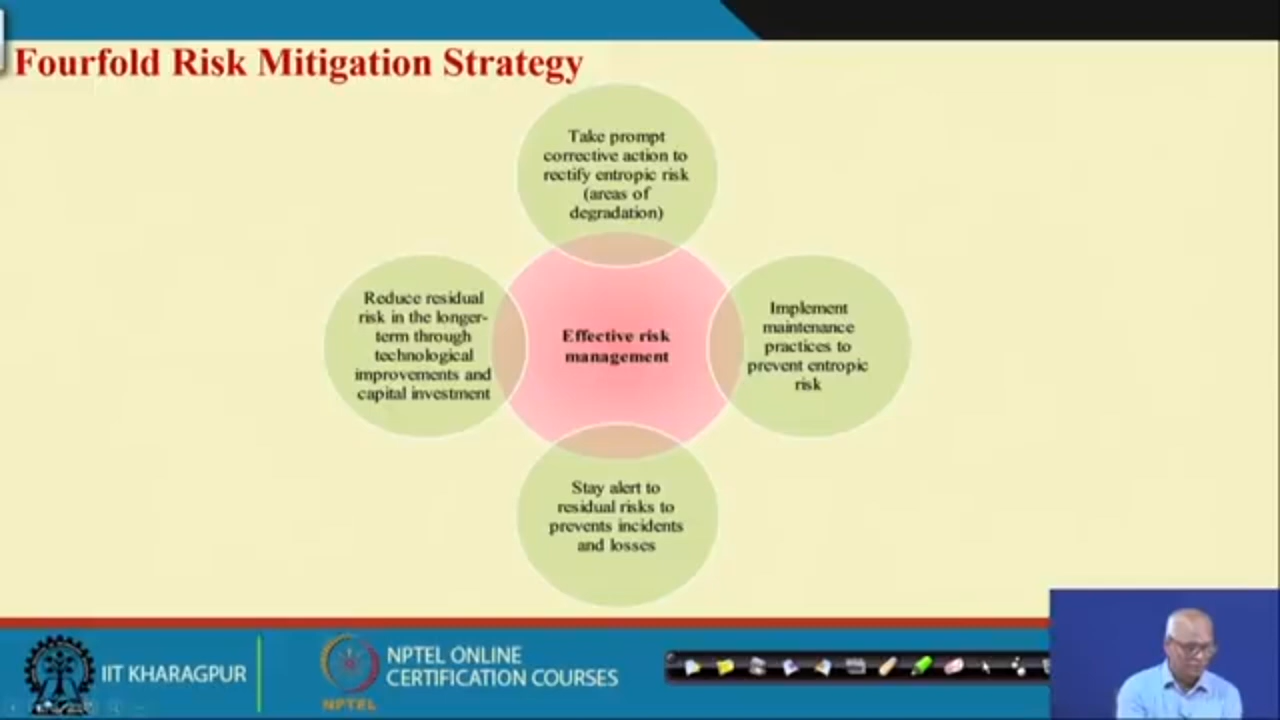 Fourfold Risk Mitigation Strategy
Take prompt
corrective action to
rectify entropic risk
(areas of
degradation)
Reduce residual
risk in the longer-
term through
technological
improvements and
capital investment
Effective risk
management
Implement
maintenance
practices to
prevent entropic
risk
Stay alert to
residual risks to
prevents incidents
and losses
IIT KHARAGPUR
NPTEL ONLINE
CERTIFICATION COURSES
NPTEL